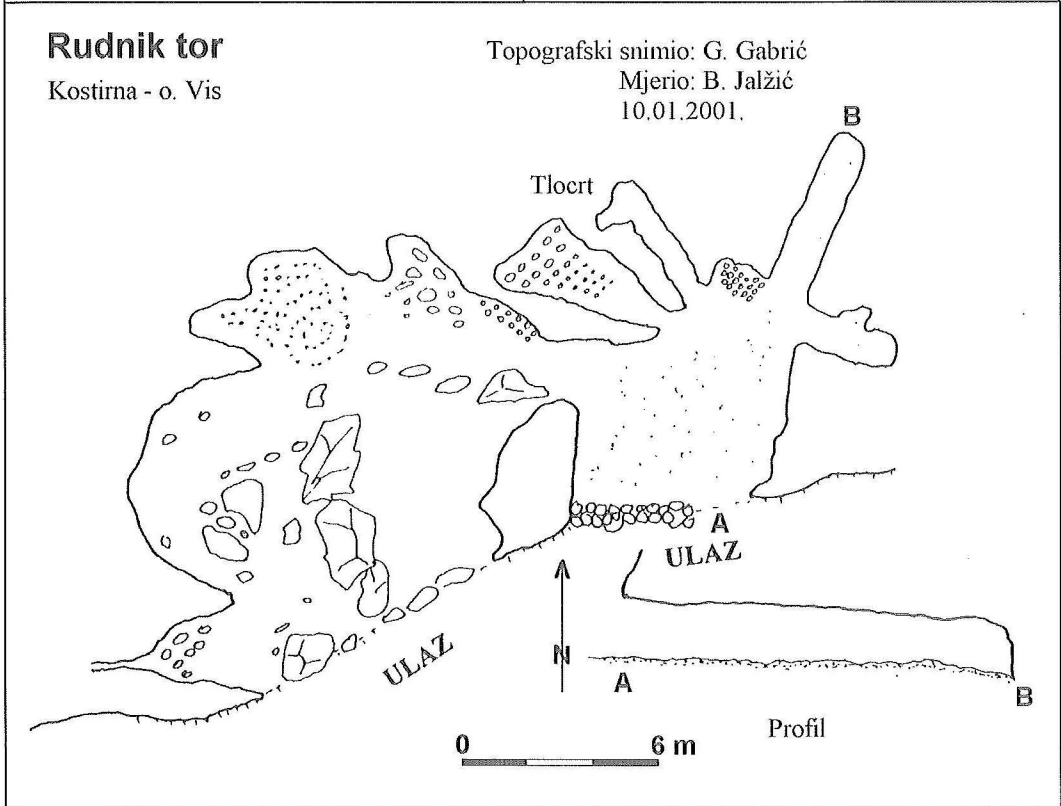 Rudnik tor
Kostirna - o. Vis
Topografski snimio: G. Gabrić
Mjerio: B. Jalžić
10.01.2001.
B
Tlocrt
A
ULAZ
ULAZ
N
A
B
Profil
0 6 m